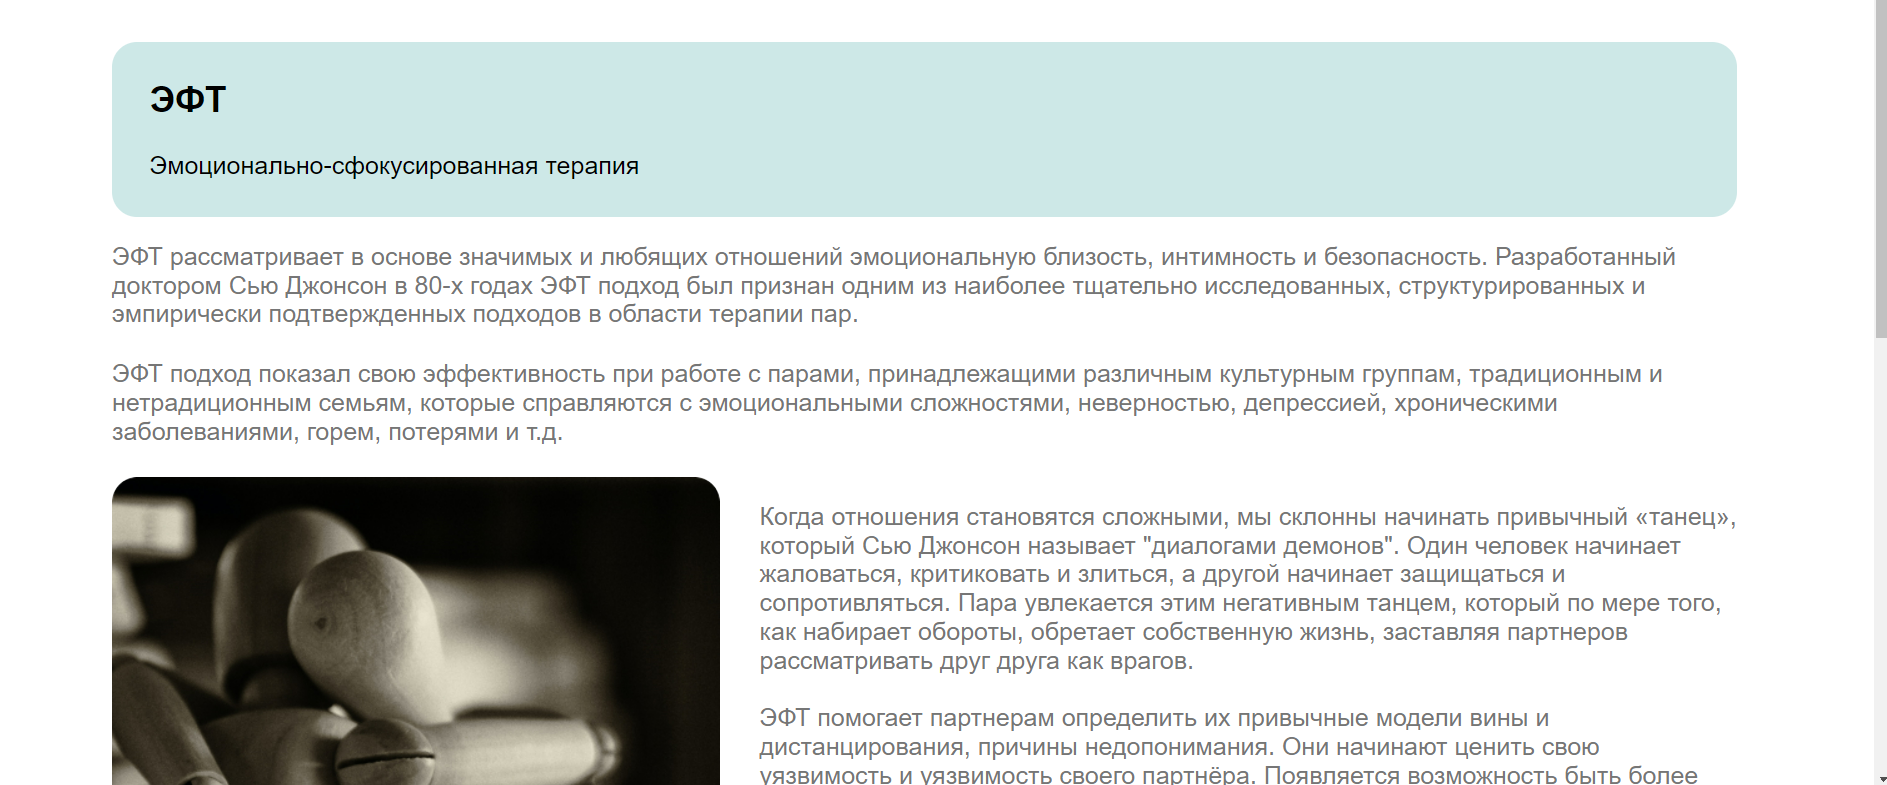 ЭФТ
Эмоционально-сфокусированная терапия
ЭФТ рассматривает в основе значимых и любящих отношений эмоциональную близость, интимность и безопасность. Разработанный
доктором Сью Джонсон в 80-х годах ЭФТ подход был признан одним из наиболее тщательно исследованных, структурированных и
эмпирически подтвержденных подходов в области терапии пар.
ЭФТ подход показал свою эффективность при работе с парами, принадлежащими различным культурным группам, традиционным и
нетрадиционным семьям, которые справляются с эмоциональными сложностями, неверностью, депрессией, хроническими
заболеваниями, горем, потерями и т.д.
Когда отношения становятся сложными, мы склонны начинать привычный «танец»,
который Сью Джонсон называет "диалогами демонов". Один человек начинает
жаловаться, критиковать и злиться, а другой начинает защищаться и
сопротивляться. Пара увлекается этим негативным танцем, который по мере того,
как набирает обороты, обретает собственную жизнь, заставляя партнеров
рассматривать друг друга как врагов.
ЭФТ помогает партнерам определить их привычные модели вины и
дистанцирования, причины недопонимания. Они начинают ценить свою
уязвимость и уязвимость своего партнёра. Появляется возможность быть более